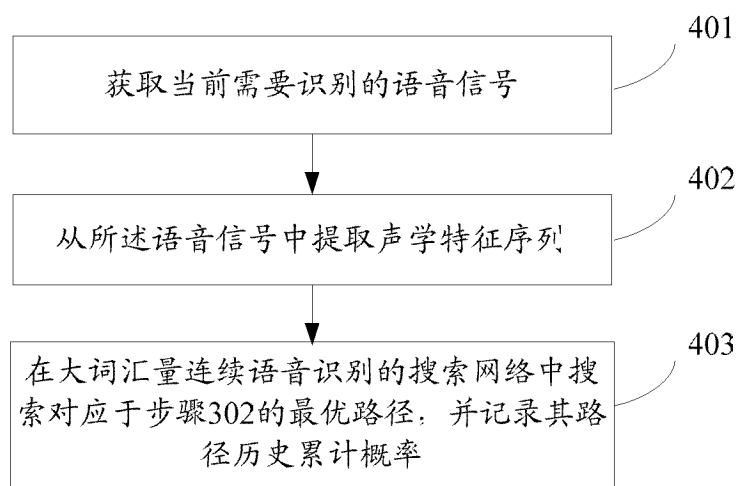 401
获取当前需要识别的语音信号
402
从所述语音信号中提取声学特征序列
403
在大词汇量连续语音识别的搜索网络中搜
索对应于步骤302的最优路径，并记录其路
径历史累计概率